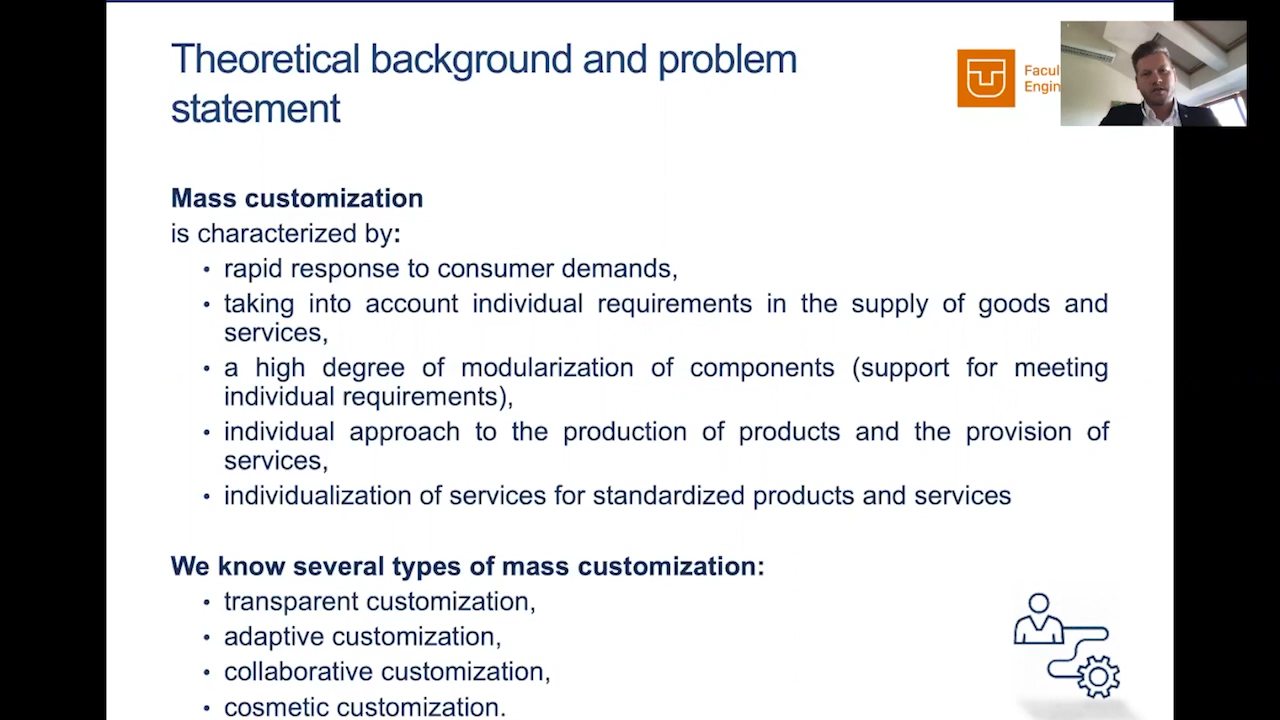 Theoretical background and problem
statement
Facul
Engin
Mass customization
is characterized by:
• rapid response to consumer demands,
• taking into account individual requirements in the supply of goods and
services,
• a high degree of modularization of components (support for meeting
individual requirements),
• individual approach to the production of products and the provision of
services,
• individualization of services for standardized products and services
We know several types of mass customization:
• transparent customization,
• adaptive customization,
• collaborative customization,
• cosmetic customization.